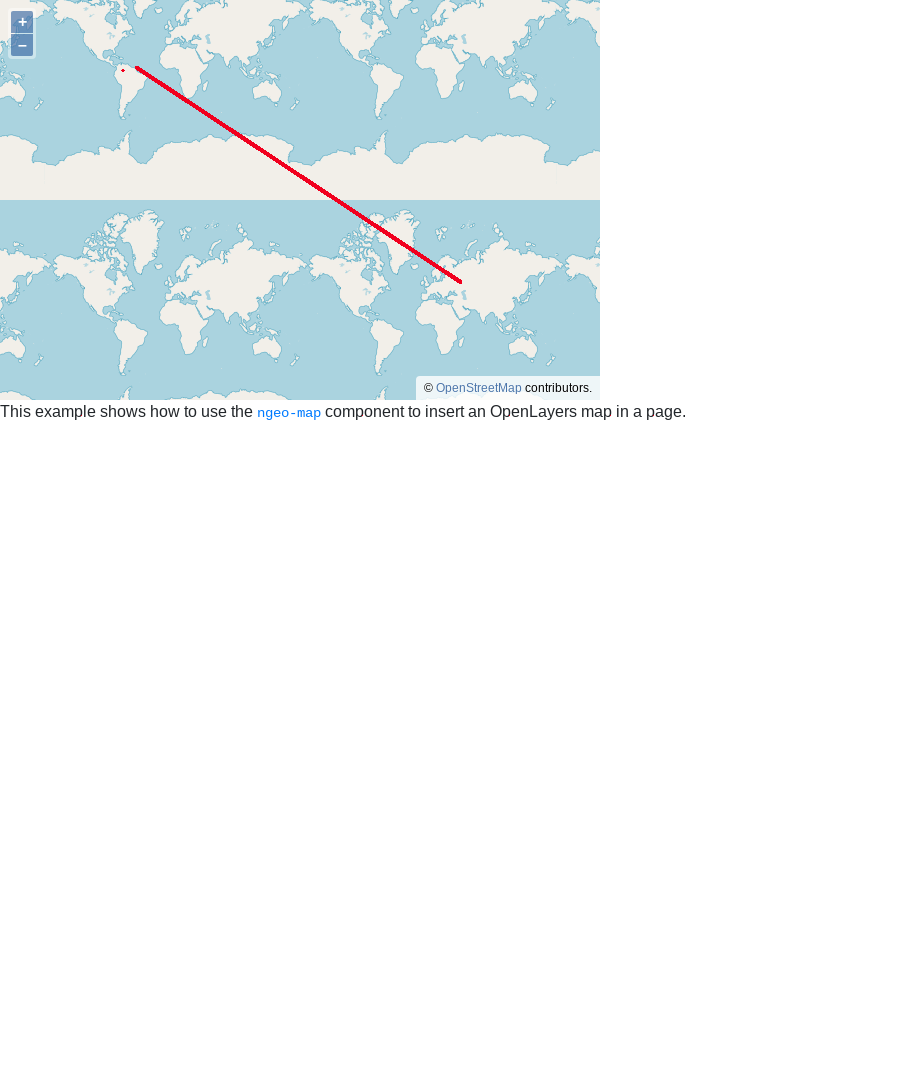 +
−
© OpenStreetMap contributors.
This example shows how to use the ngeo-map component to insert an OpenLayers map in a page.